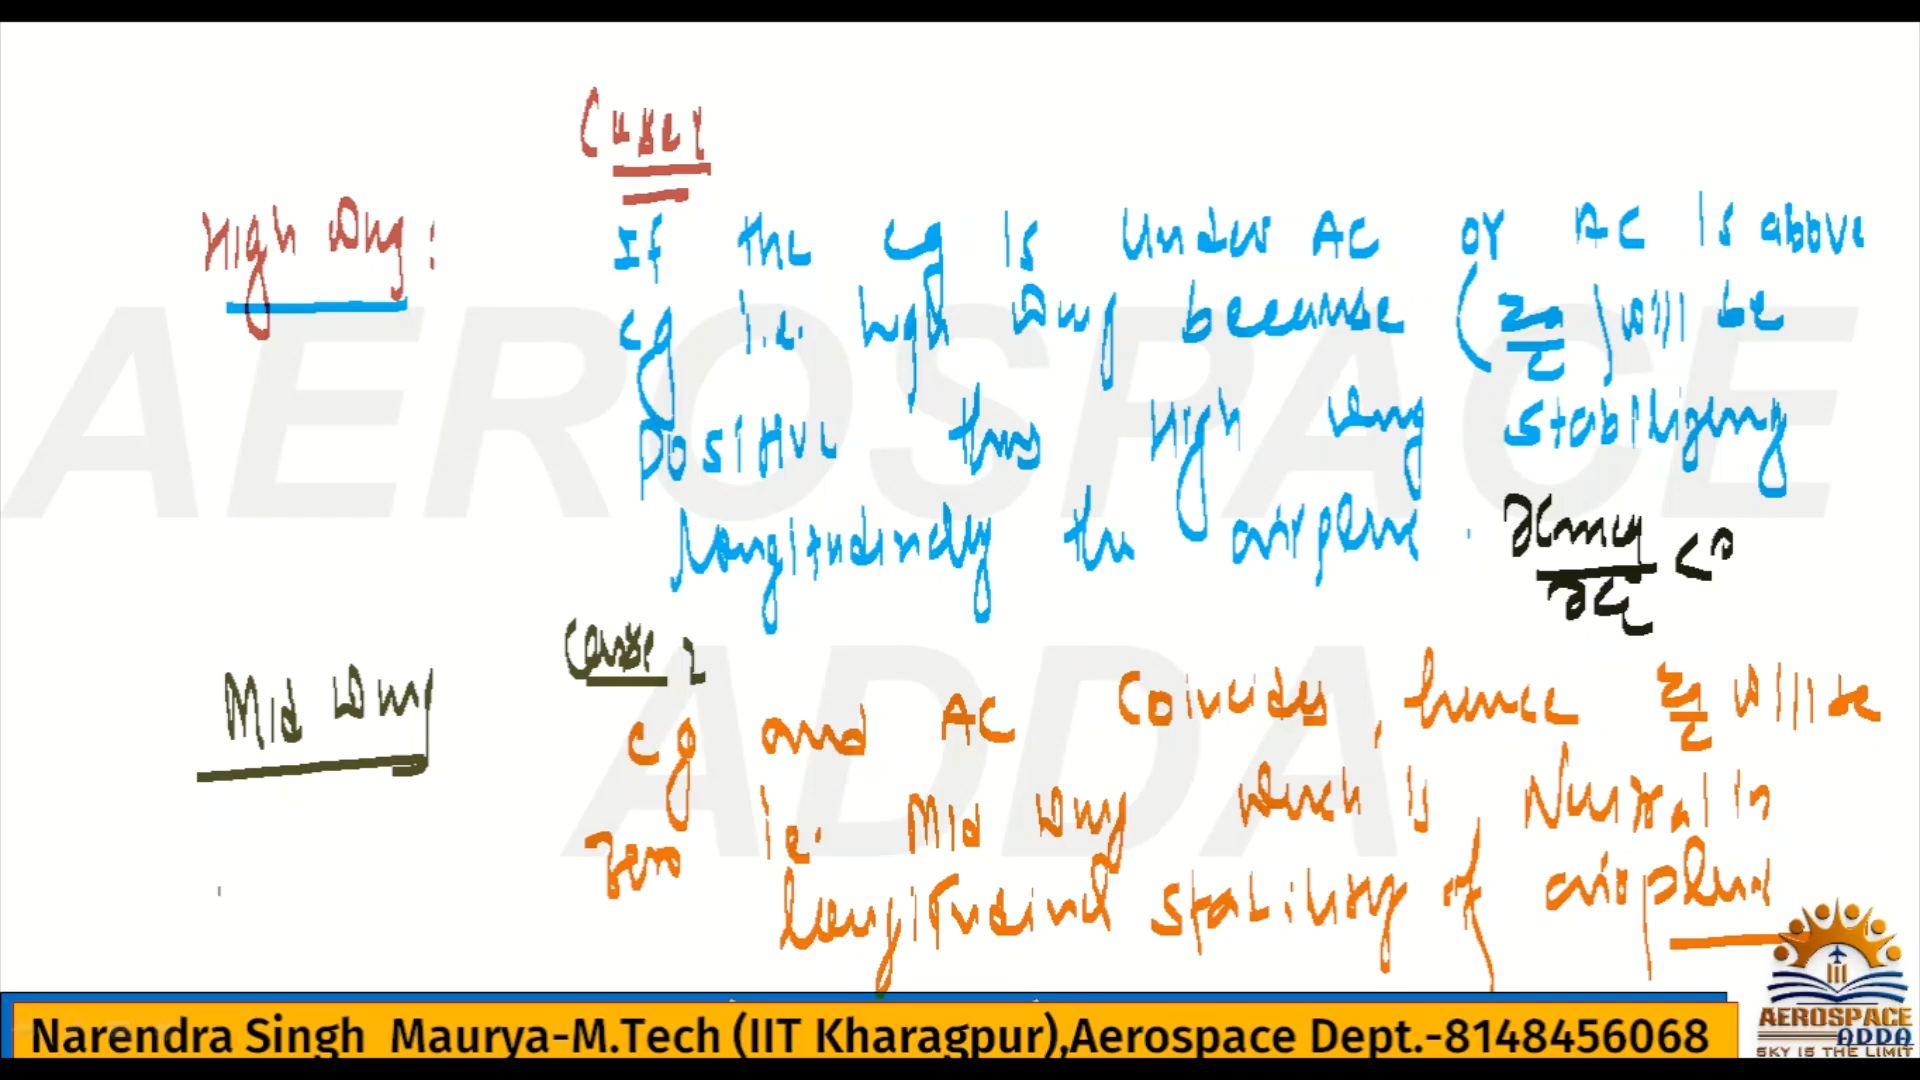 Case 1
High Wing :
If the cg is under AC or AC is above
cg i.e. high wing because (Za/c) will be
positive thus High wing stabilizing
longitudinally the airplane. ∂Cmcg/∂CL < 0
Case 2
Mid Wing
cg and AC Coincides, hence Za/c will be
zero i.e. Mid wing which is Neutral in
longitudinal stability of airplane
AEROSPACE
ADDA
Narendra Singh Maurya-M.Tech (IIT Kharagpur),Aerospace Dept.-8148456068
AEROSPACE
ADDA
SKY IS THE LIMIT